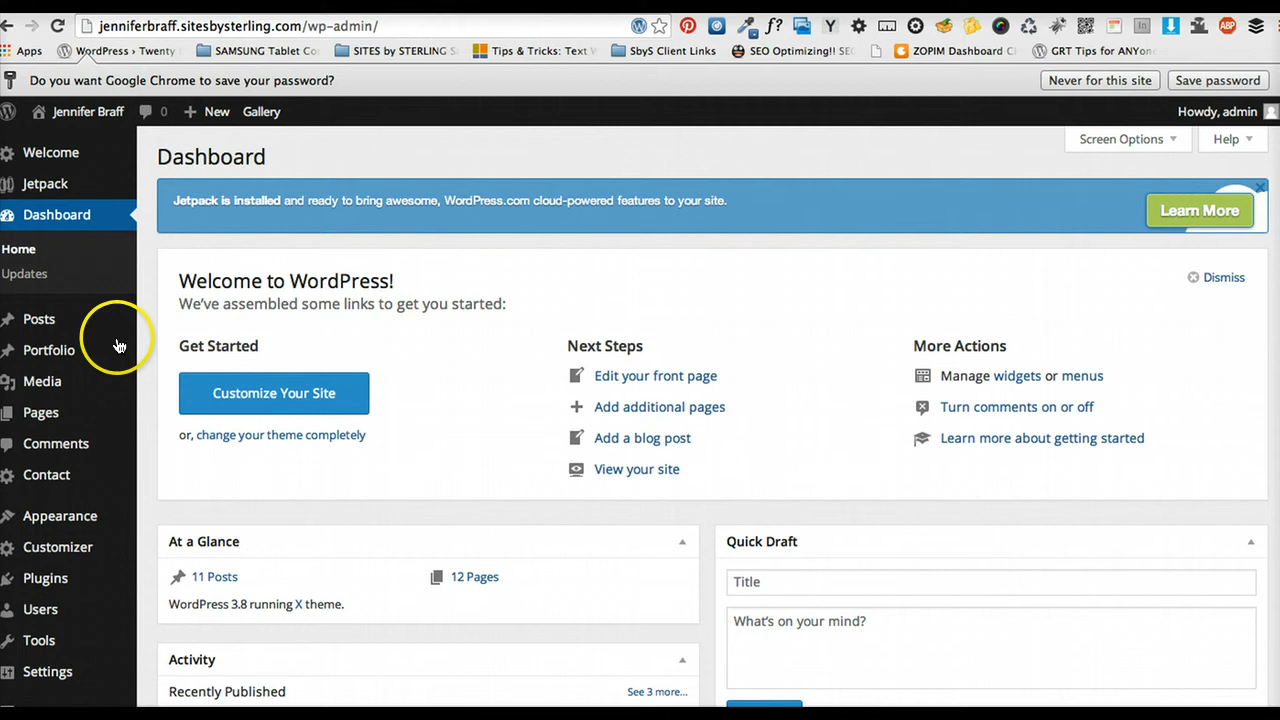 jenniferbraff.sitesbysterling.com/wp-admin/
Apps WordPress › Twenty SAMSUNG Tablet Co SITES by STERLING Tips & Tricks: Text SbyS Client Links SEO Optimizing!! SE ZOPIM Dashboard C GRT Tips for ANYon
Do you want Google Chrome to save your password? Never for this site Save password
Jennifer Braff 0 New Gallery Howdy, admin
Screen Options Help
Welcome
Jetpack
Dashboard
Home
Updates
Posts
Portfolio
Media
Pages
Comments
Contact
Appearance
Customizer
Plugins
Users
Tools
Settings
Dashboard
Jetpack is installed and ready to bring awesome, WordPress.com cloud-powered features to your site.
Learn More
Welcome to WordPress!
Dismiss
We've assembled some links to get you started:
Get Started
Customize Your Site
or, change your theme completely
Next Steps
Edit your front page
Add additional pages
Add a blog post
View your site
More Actions
Manage widgets or menus
Turn comments on or off
Learn more about getting started
At a Glance
11 Posts 12 Pages
WordPress 3.8 running X theme.
Activity
Recently Published See 3 more...
Quick Draft
Title
What's on your mind?